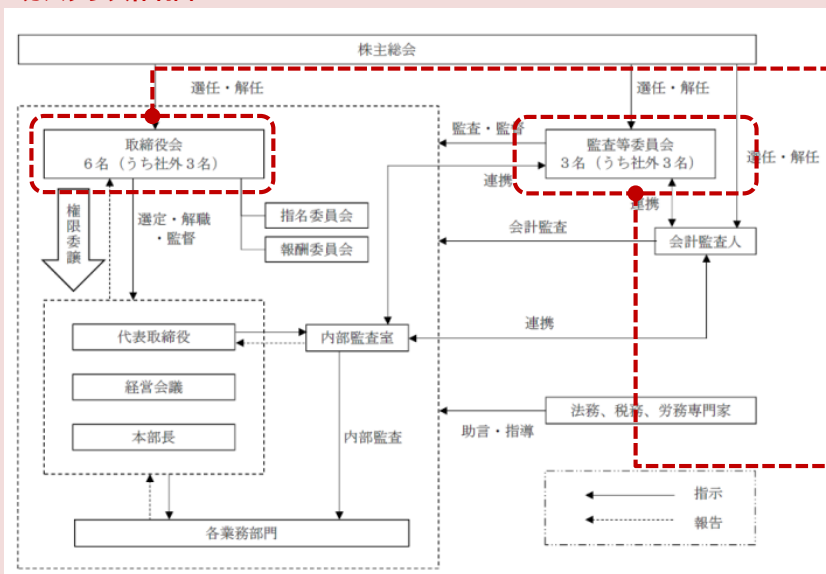 株主総会
選任・解任
選任・解任
取締役会
6名（うち社外3名）
監査・監督
監査等委員会
3名（うち社外3名）
選任・解任
連携
連携
権限委譲
選定・解職
・監督
指名委員会
報酬委員会
会計監査
会計監査人
代表取締役
内部監査室
連携
経営会議
本部長
内部監査
法務、税務、労務専門家
助言・指導
各業務部門
指示
報告